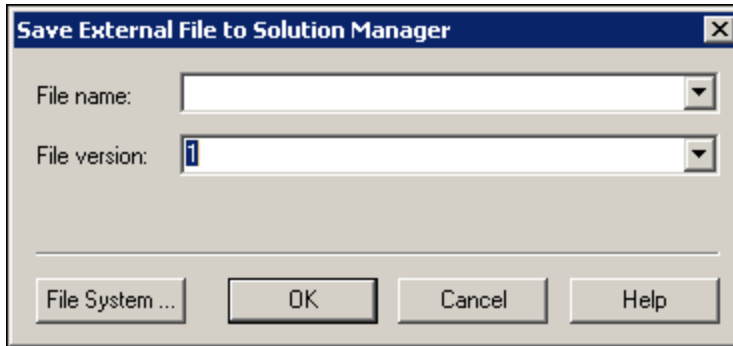 Save External File to Solution Manager
File name:
File version: 1
File System ... OK Cancel Help